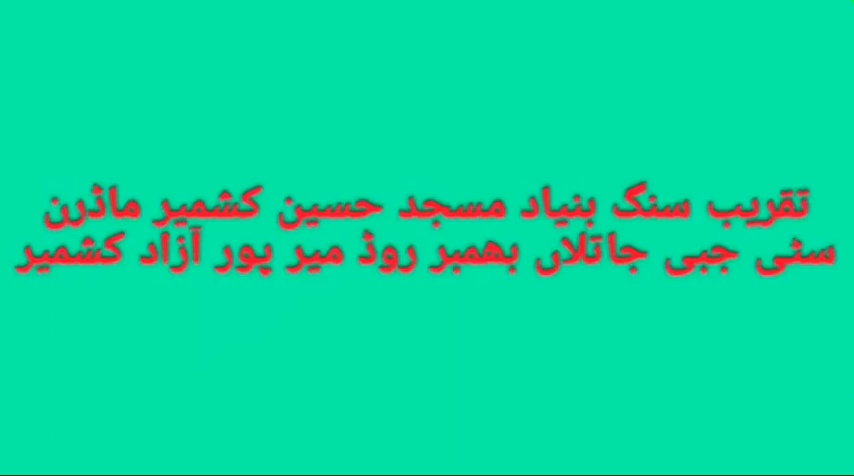 تقریب سنگ بنیاد مسجد حسین کشمیر ماڈرن
سٹی جبی جاتلاں بھمبر روڈ میر پور آزاد کشمیر